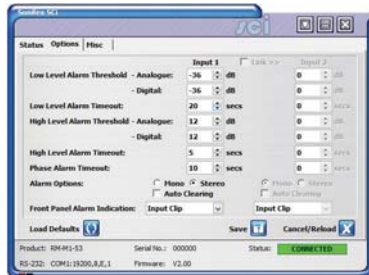 Sonifex SCi
sci
Status Options Misc
Input 1 Link >> Input 2
Low Level Alarm Threshold - Analogue: -36 dB 0 dB
- Digital: -36 dB 0 dB
Low Level Alarm Timeout: 20 secs 0 secs
High Level Alarm Threshold - Analogue: 12 dB 0 dB
- Digital: 12 dB 0 dB
High Level Alarm Timeout: 5 secs 0 secs
Phase Alarm Timeout: 10 secs 0 secs
Alarm Options: Mono Stereo Mono Stereo
Auto Clearing Auto Clearing
Front Panel Alarm Indication: Input Clip Input Clip
Load Defaults Save Cancel/Reload
Product: RM-M1-53 Serial No.: 000000 Status: CONNECTED
RS-232: COM1:19200,8,E,1 Firmware: V2.00